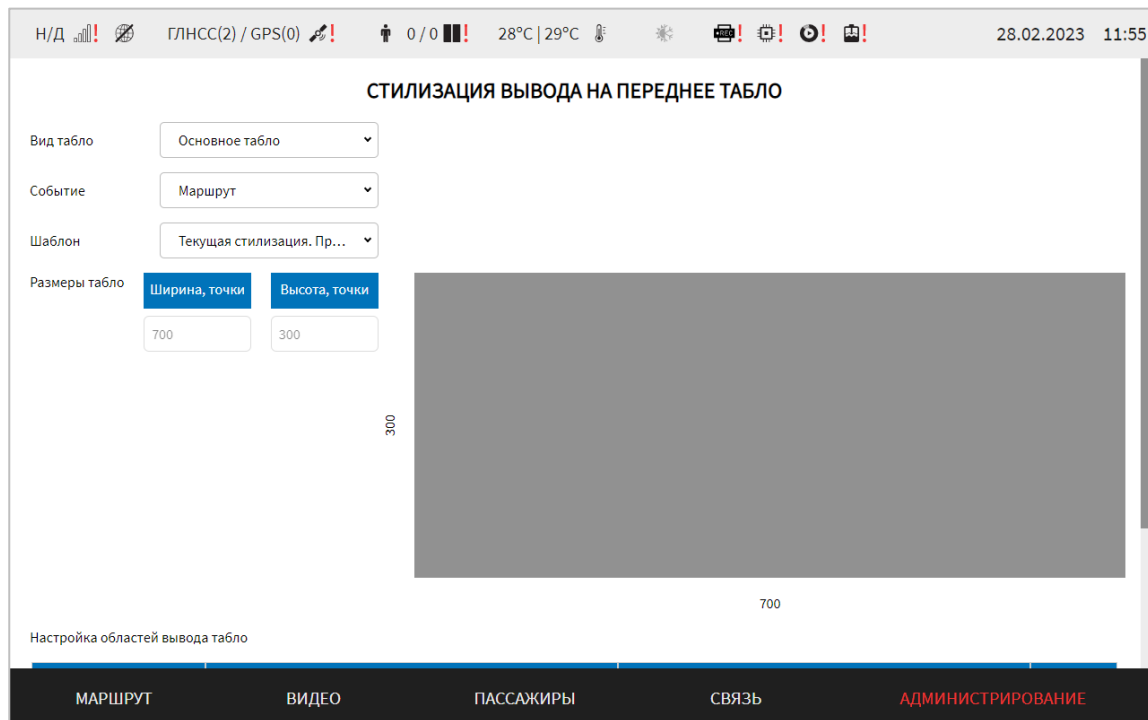 Н/Д ! ГЛНСС(2) / GPS(0) ! 0 / 0 ! 28°C | 29°C REC ! ! ! ! 28.02.2023 11:55
СТИЛИЗАЦИЯ ВЫВОДА НА ПЕРЕДНЕЕ ТАБЛО
Вид табло Основное табло
Событие Маршрут
Шаблон Текущая стилизация. Пр...
Размеры табло Ширина, точки Высота, точки
700 300
300
700
Настройка областей вывода табло
МАРШРУТ ВИДЕО ПАССАЖИРЫ СВЯЗЬ АДМИНИСТРИРОВАНИЕ